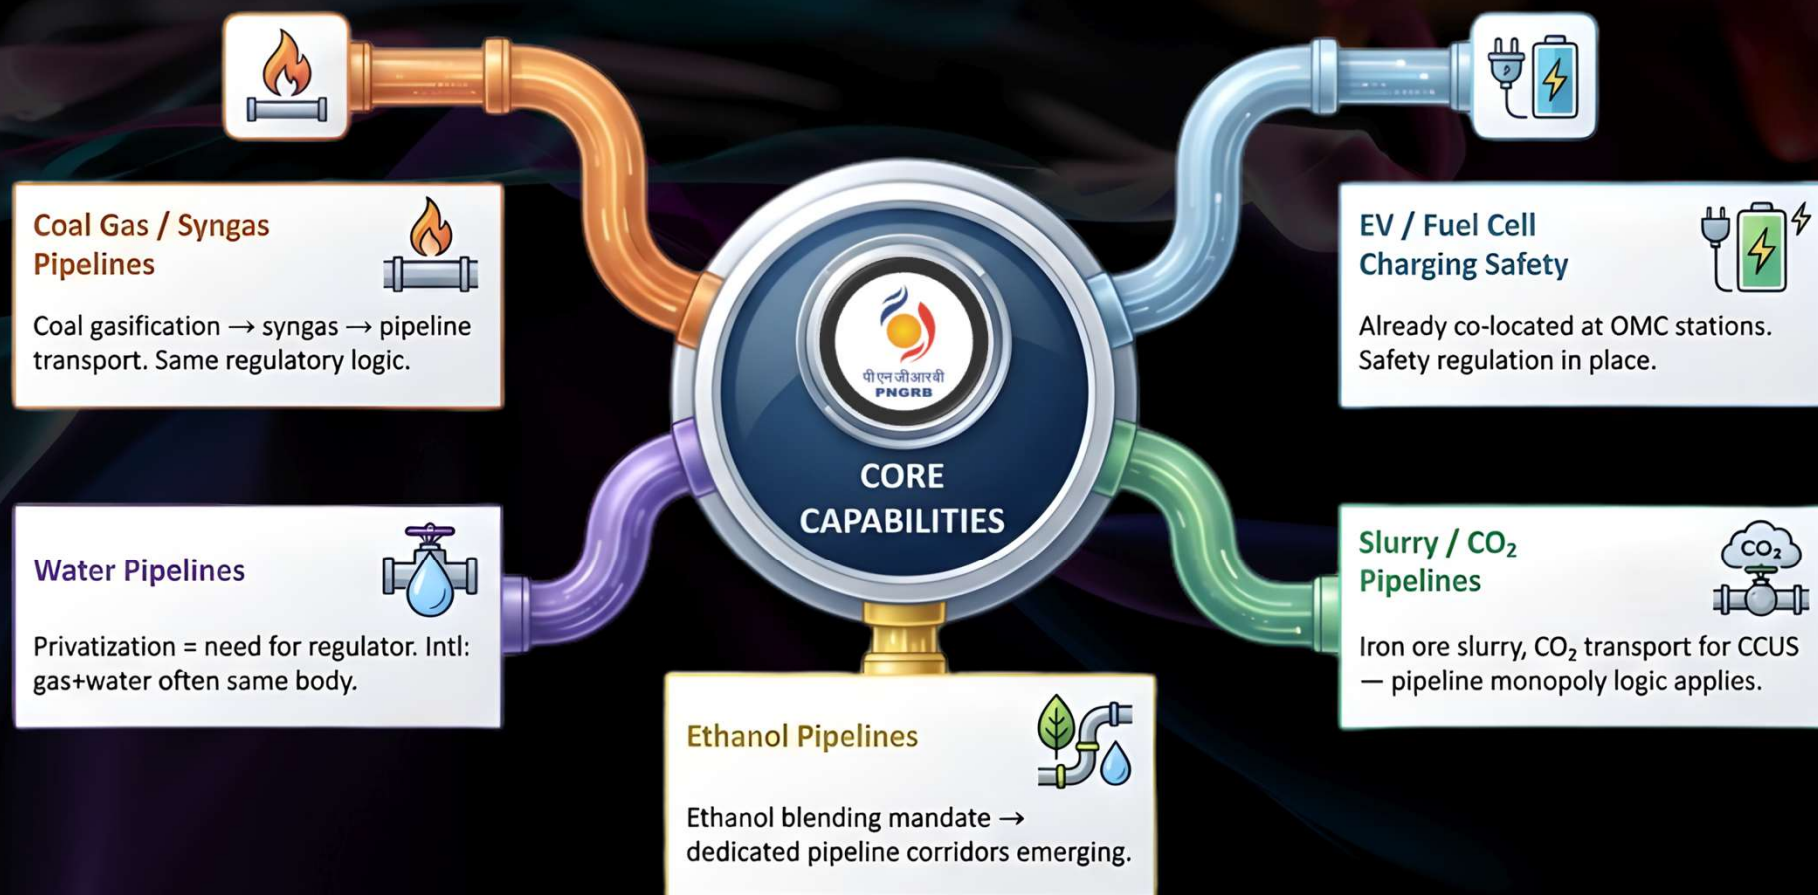 Coal Gas / Syngas
Pipelines
Coal gasification → syngas → pipeline
transport. Same regulatory logic.
EV / Fuel Cell
Charging Safety
Already co-located at OMC stations.
Safety regulation in place.
पी एन जी आर बी
PNGRB
CORE
CAPABILITIES
Water Pipelines
Privatization = need for regulator. Intl:
gas+water often same body.
Slurry / CO₂
Pipelines
CO₂
Iron ore slurry, CO₂ transport for CCUS
— pipeline monopoly logic applies.
Ethanol Pipelines
Ethanol blending mandate →
dedicated pipeline corridors emerging.